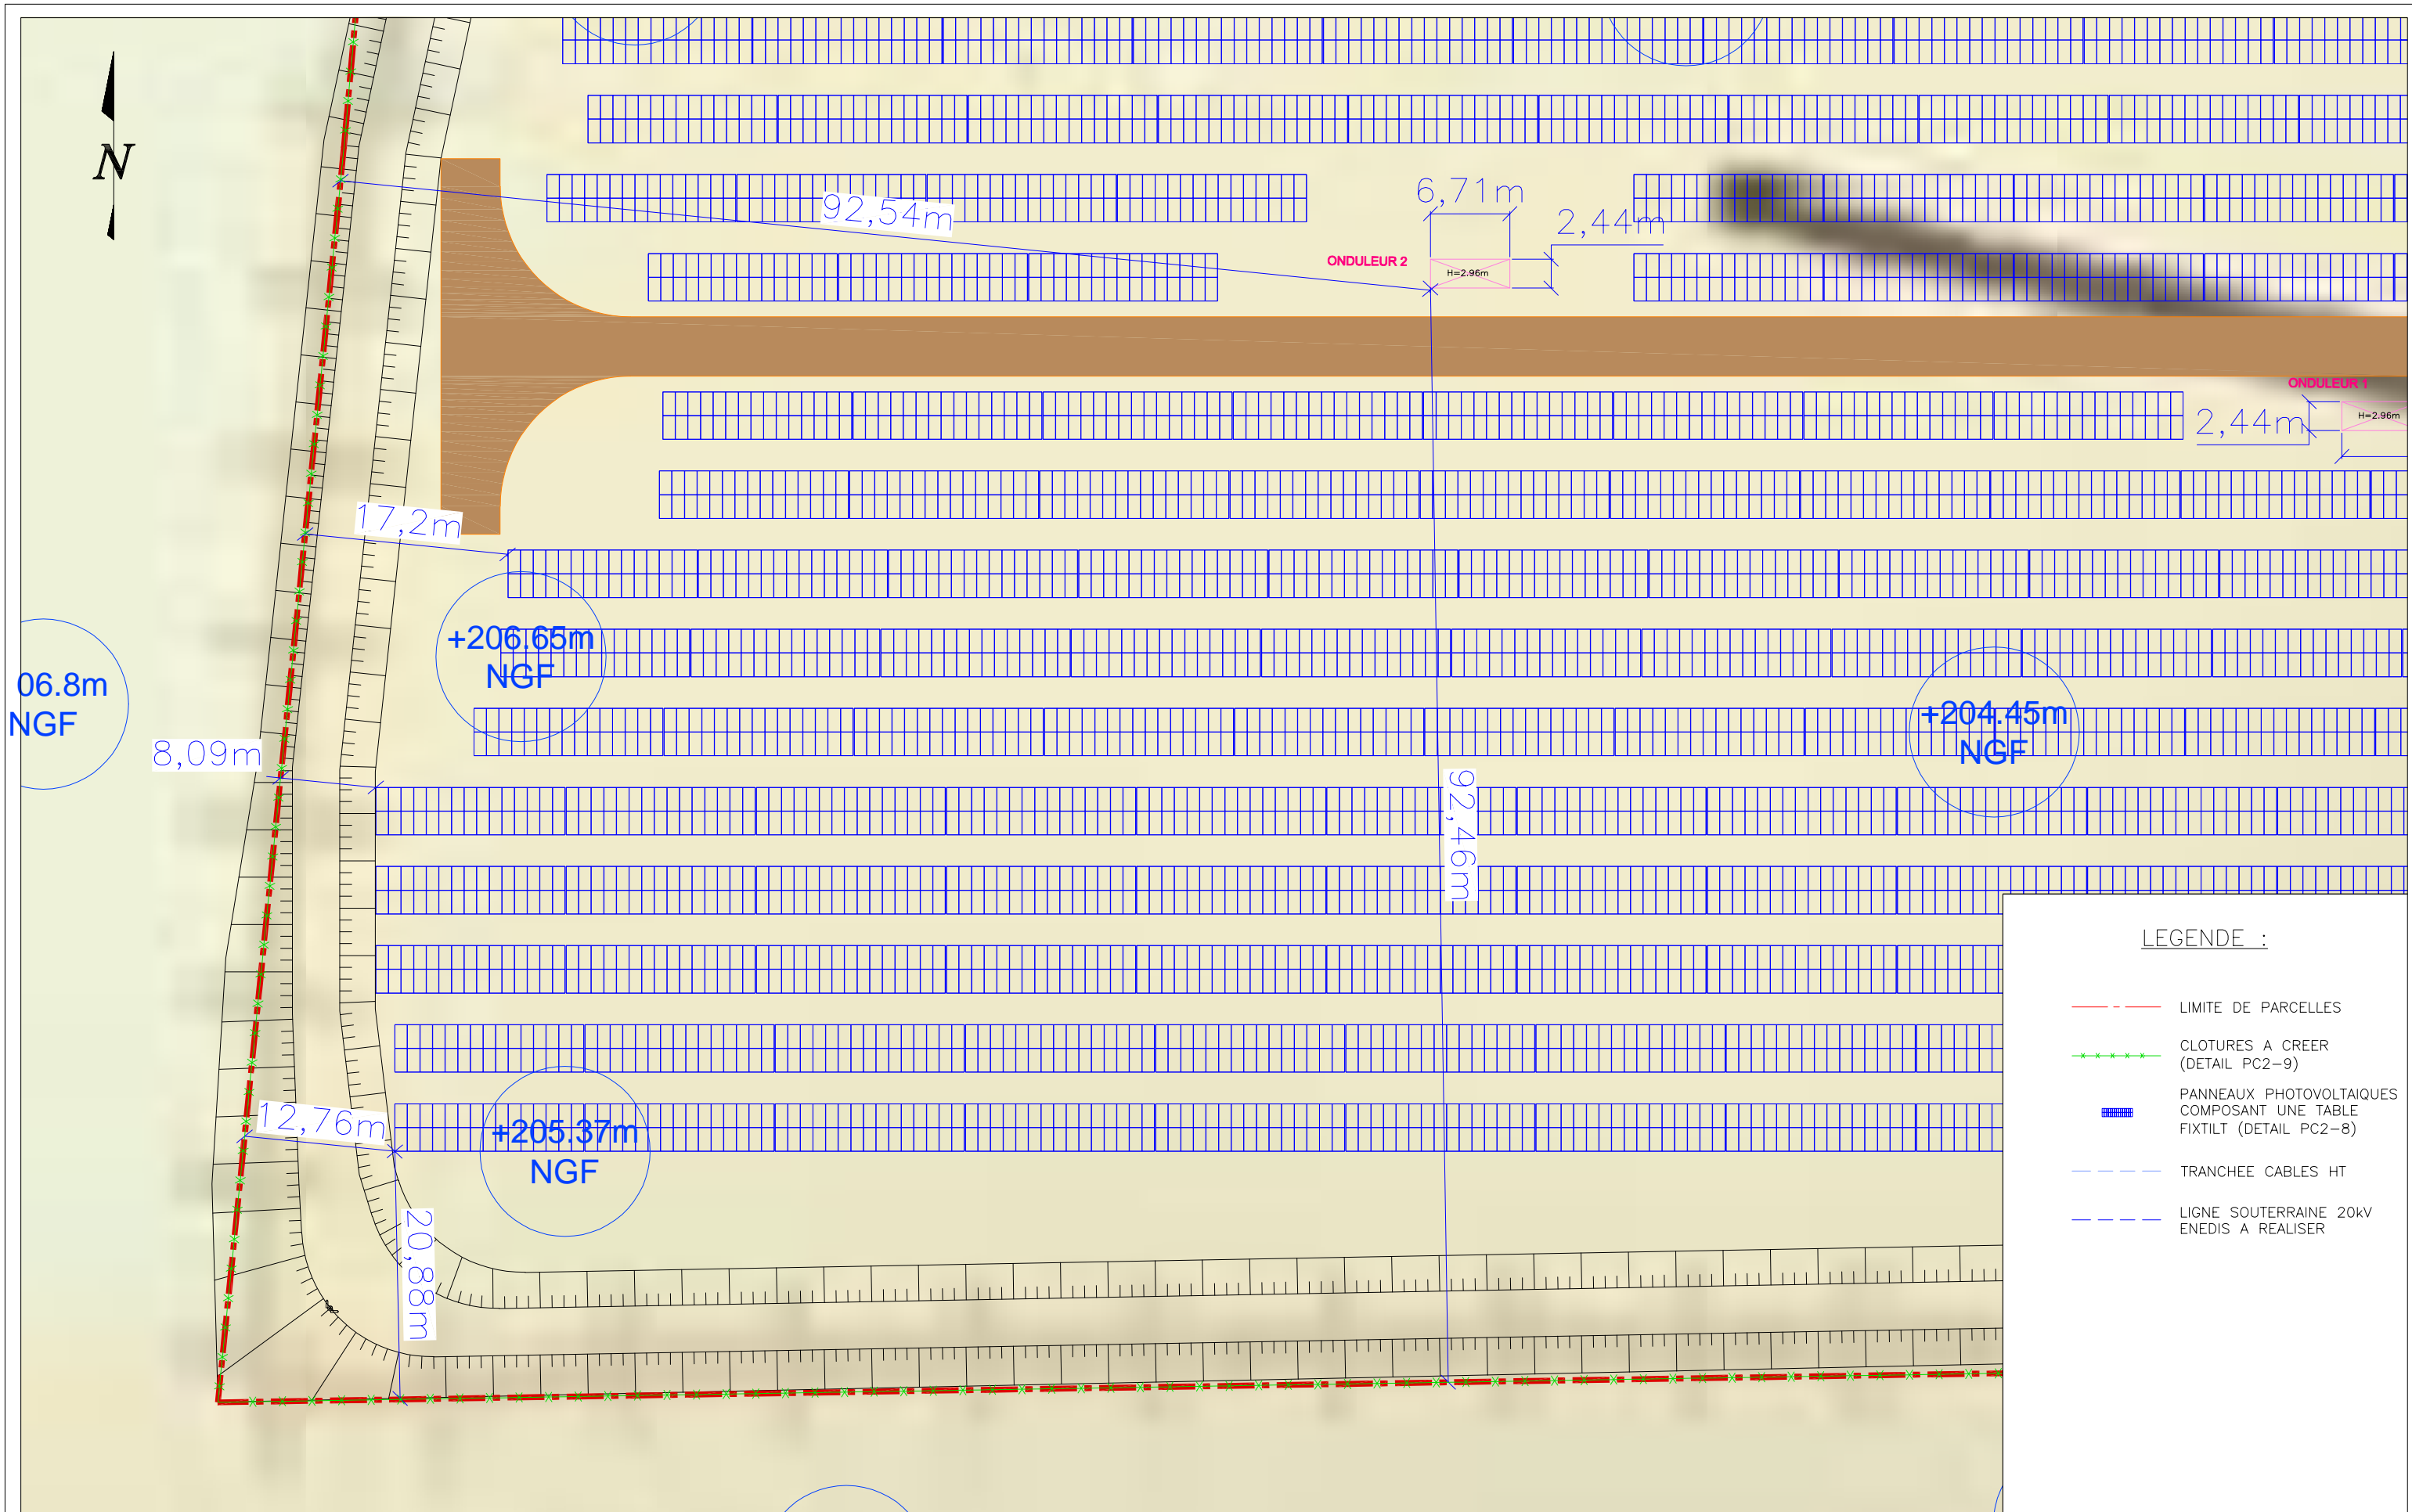 N
92,54m
6,71m
2,44m
ONDULEUR 2
H=2.96m
ONDULEUR 1
2,44m
H=2.96m
17,2m
+206.65m
NGF
06.8m
NGF
+204.45m
NGF
8,09m
92,46m
12,76m
+205.37m
NGF
20,88m
LEGENDE :
LIMITE DE PARCELLES
CLOTURES A CREER
(DETAIL PC2-9)
PANNEAUX PHOTOVOLTAIQUES
COMPOSANT UNE TABLE
FIXTILT (DETAIL PC2-8)
TRANCHEE CABLES HT
LIGNE SOUTERRAINE 20kV
ENEDIS A REALISER